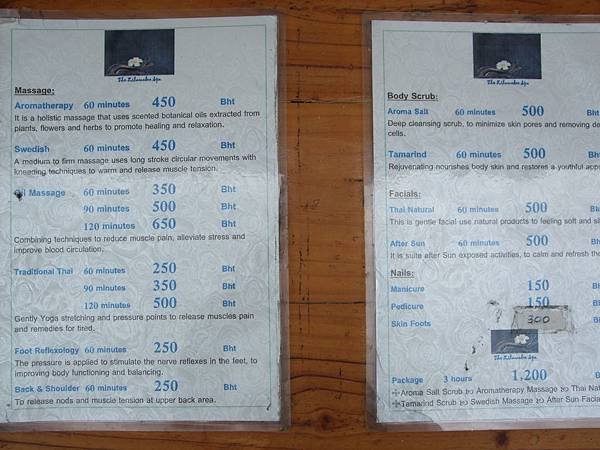 Massage:
Aromatherapy 60 minutes 450 Bht
It is a holistic massage that uses scented botanical oils extracted from
plants, flowers and herbs to promote healing and relaxation.
Swedish 60 minutes 450 Bht
A medium to firm massage uses long stroke circular movements with
kneeding techniques to warm and release muscle tension.
Oil Massage 60 minutes 350 Bht
90 minutes 500 Bht
120 minutes 650 Bht
Combining techniques to reduce muscle pain, alleviate stress and
improve blood circulation.
Traditional Thai 60 minutes 250 Bht
90 minutes 350 Bht
120 minutes 500 Bht
Gently Yoga stretching and pressure points to release muscles pain
and remedies for tired.
Foot Reflexology 60 minutes 250 Bht
The pressure is applied to stimulate the nerve reflexes in the feet, to
improving body functioning and balancing.
Back & Shoulder 60 minutes 250 Bht
To release nods and muscle tension at upper back area.
Body Scrub:
Aroma Salt 60 minutes 500
Deep cleansing scrub, to minimize skin pores and removing de
cells.
Tamarind 60 minutes 500
Rejuvenating nourishes body skin and restores a youthful appe
Facials:
Thai Natural 60 minutes 500
This is gentle facial use natural products to feeling soft and s
After Sun 60 minutes 500
It is suite after Sun exposed activities, to calm and refresh the
Nails:
Manicure 150
Pedicure 150
Skin Foots 300
Package 3 hours 1,200
Aroma Salt Scrub Aromatherapy Massage Thai Nat
Tamarind Scrub Swedish Massage After Sun Facia